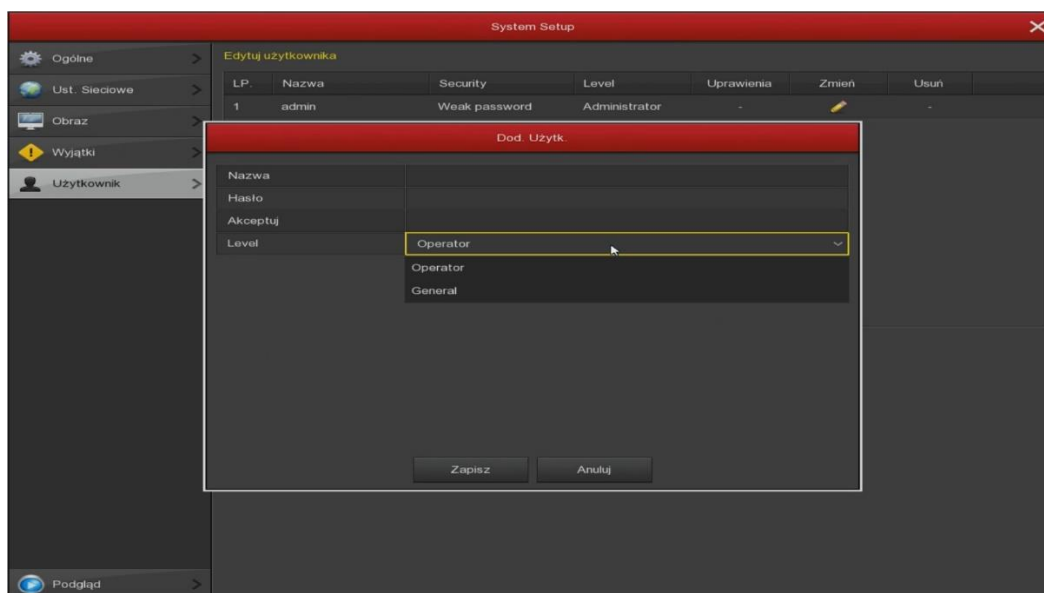 System Setup
Ogólne
Ust. Sieciowe
Obraz
Wyjątki
Użytkownik
Podgląd
Edytuj użytkownika
LP. Nazwa Security Level Uprawienia Zmień Usuń
1 admin Weak password Administrator - -
Dod. Użytk.
Nazwa
Hasło
Akceptuj
Level Operator
Operator
General
Zapisz Anuluj